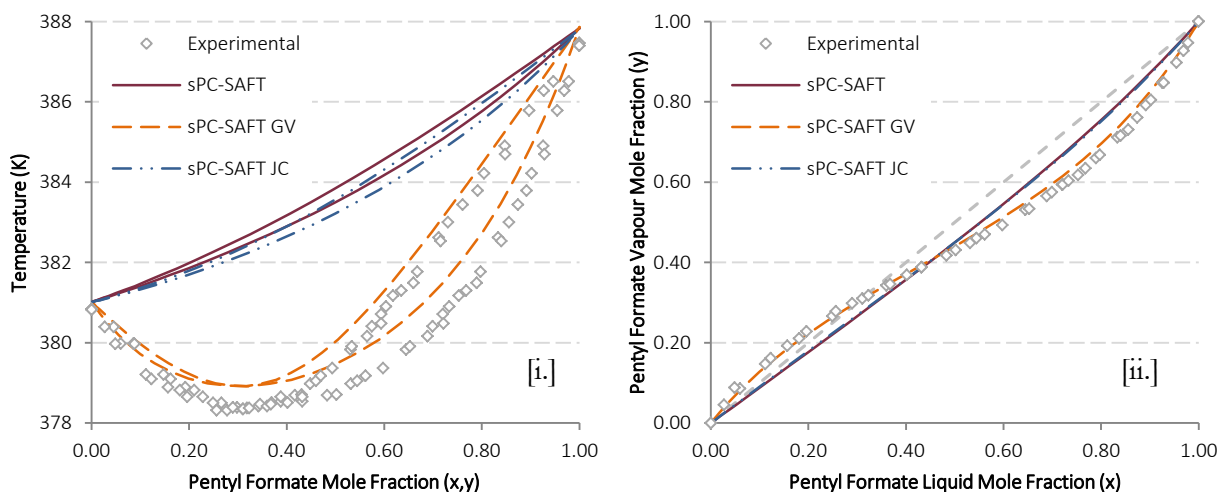 388
386
384
382
380
378
Temperature (K)
Experimental
sPC-SAFT
sPC-SAFT GV
sPC-SAFT JC
[i.]
0.00 0.20 0.40 0.60 0.80 1.00
Pentyl Formate Mole Fraction (x,y)
1.00
0.80
0.60
0.40
0.20
0.00
Pentyl Formate Vapour Mole Fraction (y)
Experimental
sPC-SAFT
sPC-SAFT GV
sPC-SAFT JC
[ii.]
0.00 0.20 0.40 0.60 0.80 1.00
Pentyl Formate Liquid Mole Fraction (x)